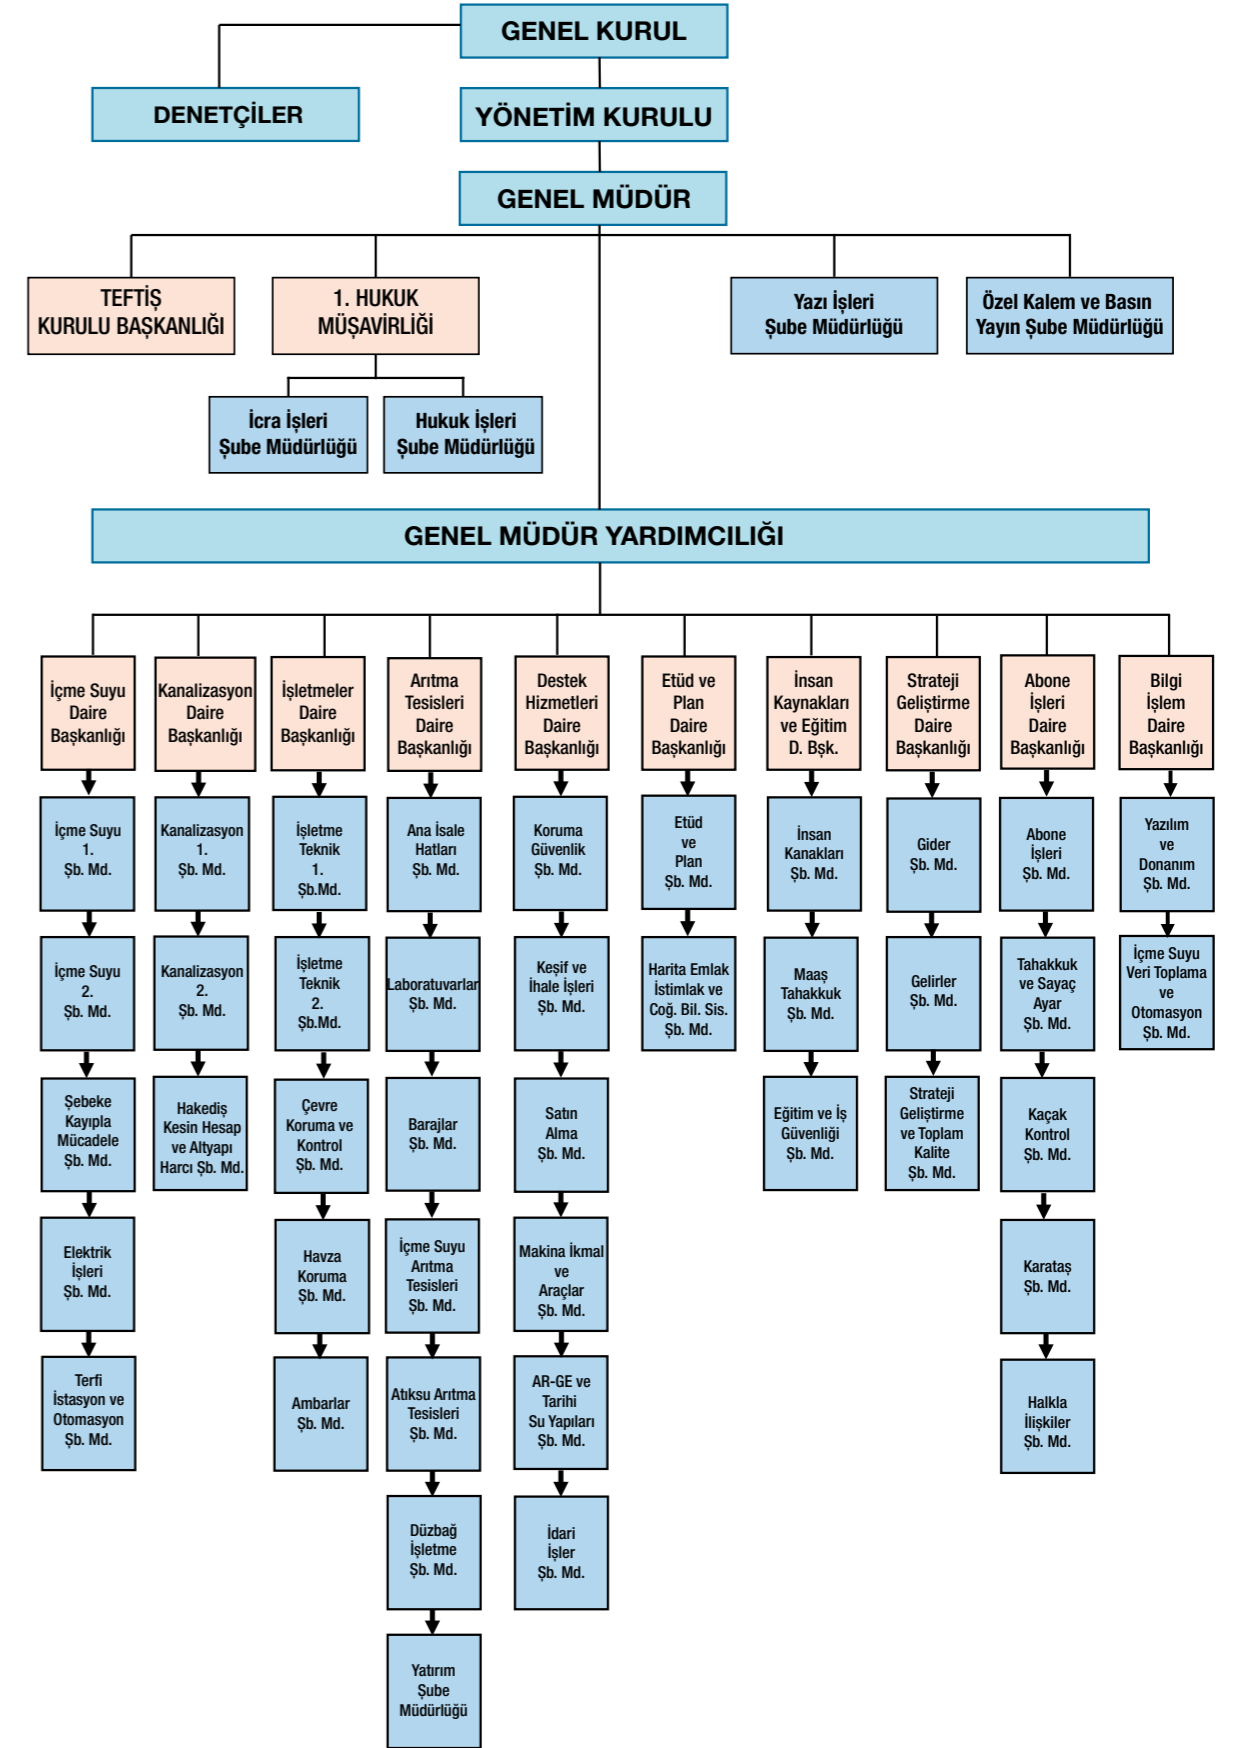 GENEL KURUL
DENETÇİLER
YÖNETİM KURULU
GENEL MÜDÜR
TEFTİŞ
KURULU BAŞKANLIĞI
1. HUKUK
MÜŞAVİRLİĞİ
Yazı İşleri
Şube Müdürlüğü
Özel Kalem ve Basın
Yayın Şube Müdürlüğü
İcra İşleri
Şube Müdürlüğü
Hukuk İşleri
Şube Müdürlüğü
GENEL MÜDÜR YARDIMCILIĞI
İçme Suyu
Daire
Başkanlığı
Kanalizasyon
Daire
Başkanlığı
İşletmeler
Daire
Başkanlığı
Arıtma
Tesisleri
Daire
Başkanlığı
Destek
Hizmetleri
Daire
Başkanlığı
Etüd ve
Plan
Daire
Başkanlığı
İnsan
Kaynakları
ve Eğitim
D. Bşk.
Strateji
Geliştirme
Daire
Başkanlığı
Abone
İşleri
Daire
Başkanlığı
Bilgi
İşlem
Daire
Başkanlığı
İçme Suyu
1.
Şb. Md.
Kanalizasyon
1.
Şb. Md.
İşletme
Teknik
1.
Şb.Md.
Ana İsale
Hatları
Şb. Md.
Koruma
Güvenlik
Şb. Md.
Etüd
ve
Plan
Şb. Md.
İnsan
Kanakları
Şb. Md.
Gider
Şb. Md.
Abone
İşleri
Şb. Md.
Yazılım
ve
Donanım
Şb. Md.
İçme Suyu
2.
Şb. Md.
Kanalizasyon
2.
Şb. Md.
İşletme
Teknik
2.
Şb.Md.
Laboratuvarlar
Şb. Md.
Keşif ve
İhale İşleri
Şb. Md.
Harita Emlak
İstimlak ve
Coğ. Bil. Sis.
Şb. Md.
Maaş
Tahakkuk
Şb. Md.
Gelirler
Şb. Md.
Tahakkuk
ve Sayaç
Ayar
Şb. Md.
İçme Suyu
Veri Toplama
ve
Otomasyon
Şb. Md.
Şebeke
Kayıpla
Mücadele
Şb. Md.
Hakediş
Kesin Hesap
ve Altyapı
Harcı Şb. Md.
Çevre
Koruma ve
Kontrol
Şb. Md.
Barajlar
Şb. Md.
Satın
Alma
Şb. Md.
Eğitim ve İş
Güvenliği
Şb. Md.
Strateji
Geliştirme
ve Toplam
Kalite
Şb. Md.
Kaçak
Kontrol
Şb. Md.
Elektrik
İşleri
Şb. Md.
Havza
Koruma
Şb. Md.
İçme Suyu
Arıtma
Tesisleri
Şb. Md.
Makina İkmal
ve
Araçlar
Şb. Md.
Karataş
Şb. Md.
Terfi
İstasyon ve
Otomasyon
Şb. Md.
Ambarlar
Şb. Md.
Atıksu Arıtma
Tesisleri
Şb. Md.
AR-GE ve
Tarihi
Su Yapıları
Şb. Md.
Halkla
İlişkiler
Şb. Md.
Düzbağ
İşletme
Şb. Md.
İdari
İşler
Şb. Md.
Yatırım
Şube
Müdürlüğü